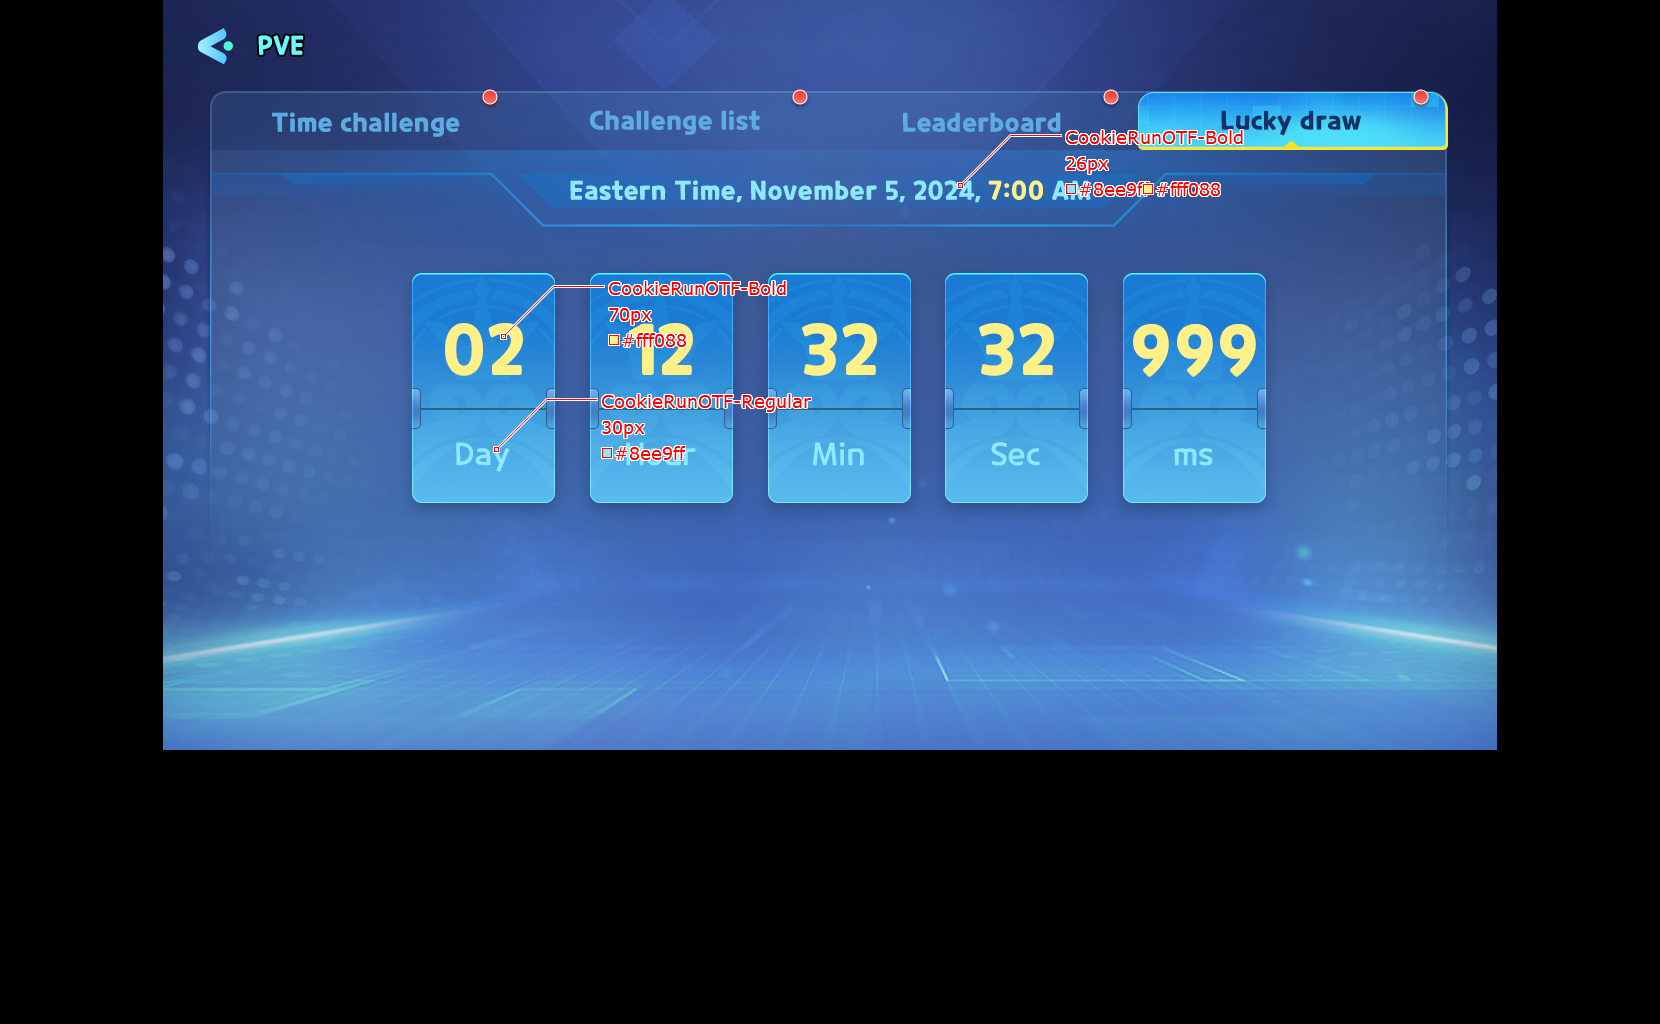 PVE
Time challenge
Challenge list
Leaderboard
Lucky draw
CookieRunOTF-Bold
26px
#8ee9ff #fff088
Eastern Time, November 5, 2024, 7:00 AM
CookieRunOTF-Bold
70px
#fff088
02
12
32
32
999
CookieRunOTF-Regular
30px
#8ee9ff
Day
Hour
Min
Sec
ms